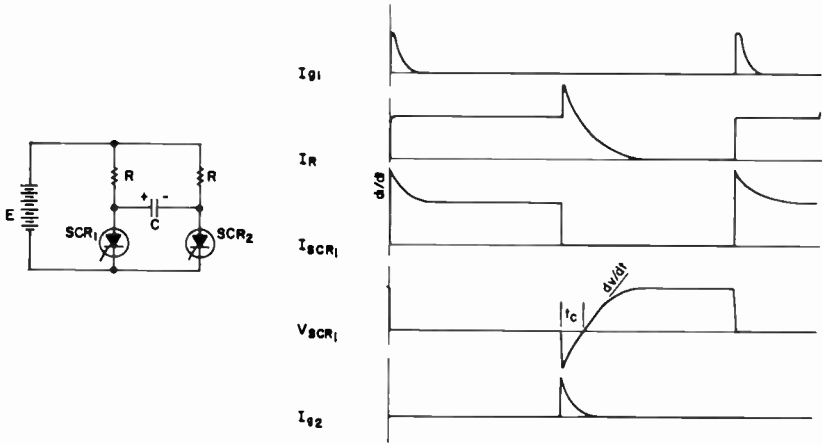 E
R
R
+ -
C
SCR1
SCR2
Ig1
IR
di/dt
ISCR1
VSCR1
tc
dv/dt
Ig2